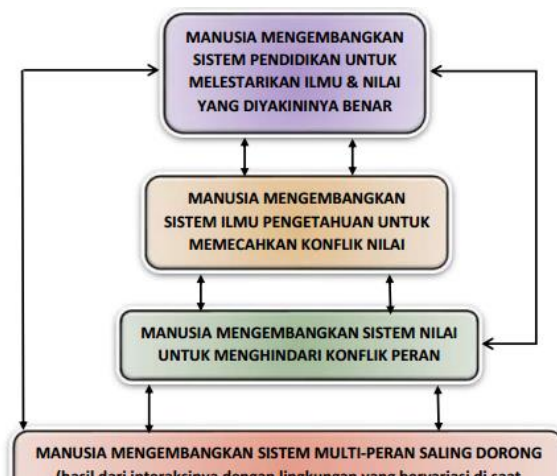 MANUSIA MENGEMBANGKAN
SISTEM PENDIDIKAN UNTUK
MELESTARIKAN ILMU & NILAI
YANG DIYAKININYA BENAR
MANUSIA MENGEMBANGKAN
SISTEM ILMU PENGETAHUAN UNTUK
MEMECAHKAN KONFLIK NILAI
MANUSIA MENGEMBANGKAN SISTEM NILAI
UNTUK MENGHINDARI KONFLIK PERAN
MANUSIA MENGEMBANGKAN SISTEM MULTI-PERAN SALING DORONG
(hasil dari interaksinya dengan lingkungan yang bervariasi di saat